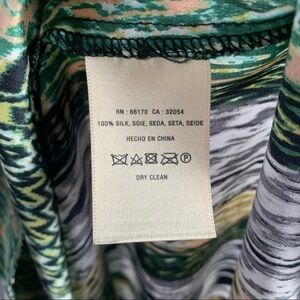 RN : 66170 CA : 32054
100% SILK, SOIE, SEDA, SETA, SEIDE
HECHO EN CHINA
P
DRY CLEAN